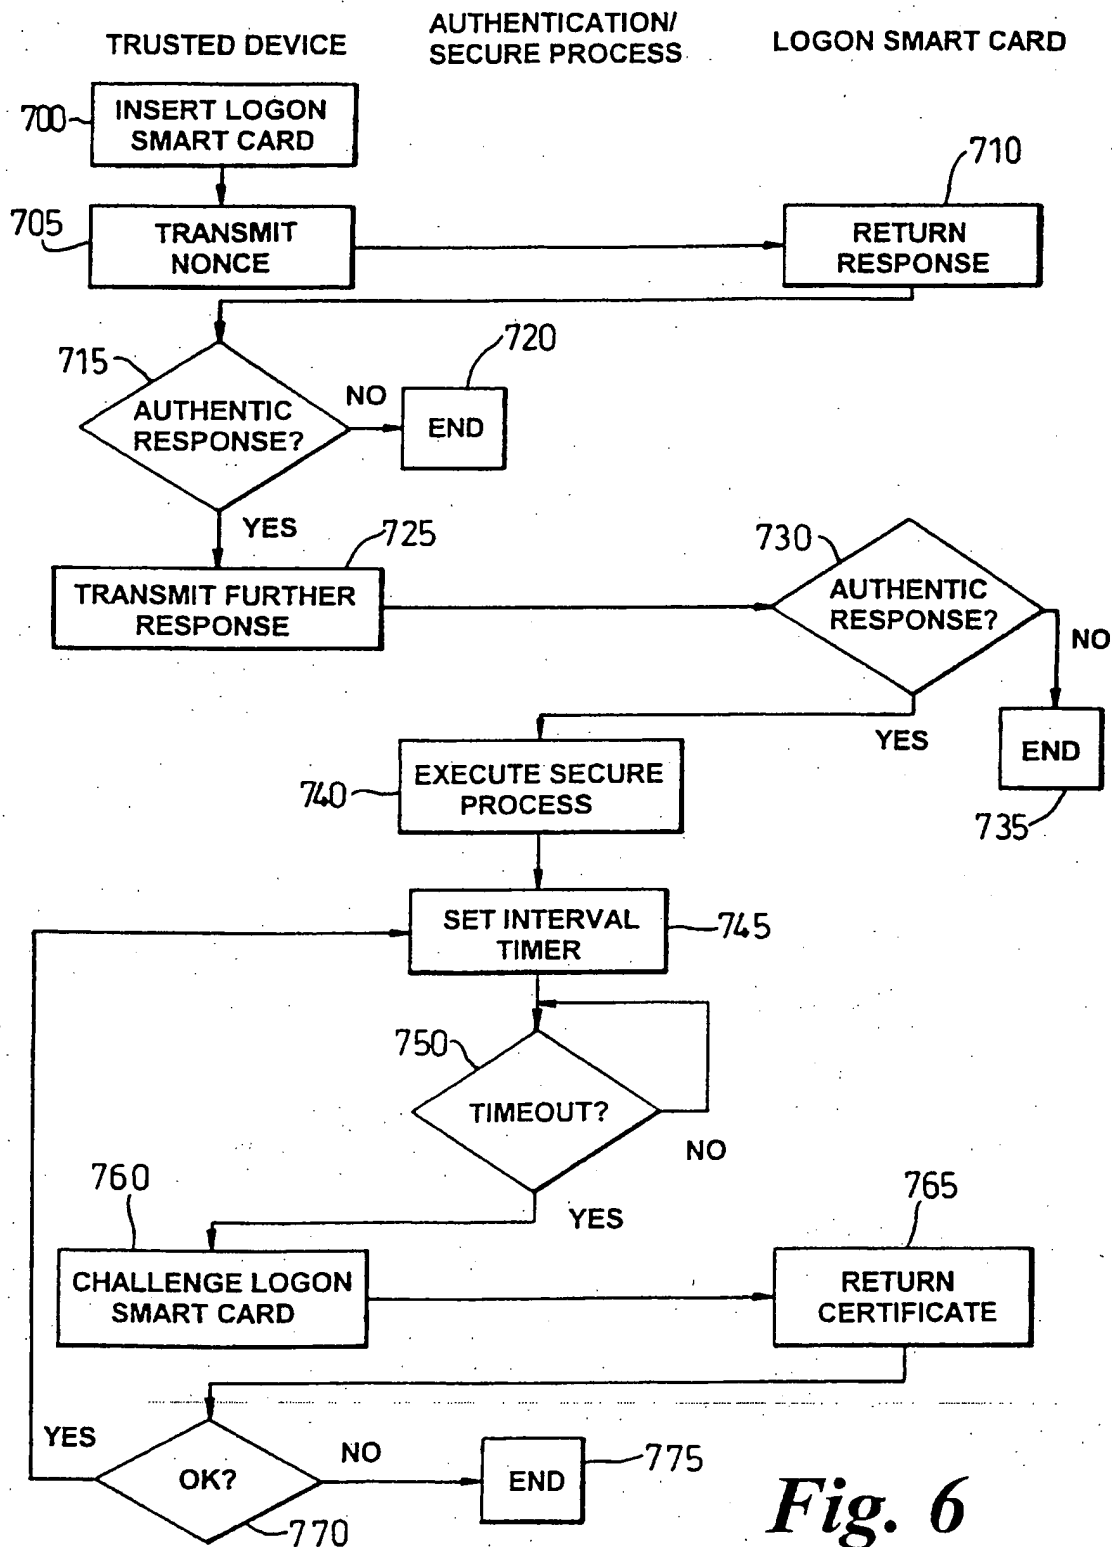 TRUSTED DEVICE
AUTHENTICATION/
SECURE PROCESS
LOGON SMART CARD
700
INSERT LOGON
SMART CARD
710
705
TRANSMIT
NONCE
RETURN
RESPONSE
715
720
AUTHENTIC
RESPONSE?
NO
END
YES
725
730
TRANSMIT FURTHER
RESPONSE
AUTHENTIC
RESPONSE?
NO
YES
END
735
740
EXECUTE SECURE
PROCESS
SET INTERVAL
TIMER
745
750
TIMEOUT?
NO
YES
760
765
CHALLENGE LOGON
SMART CARD
RETURN
CERTIFICATE
YES
OK?
NO
END
775
770
Fig. 6